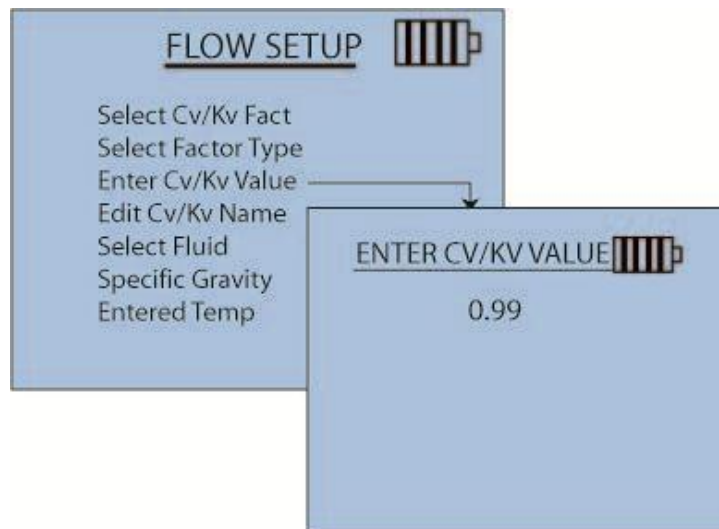 FLOW SETUP
Select Cv/Kv Fact
Select Factor Type
Enter Cv/Kv Value
Edit Cv/Kv Name
Select Fluid
Specific Gravity
Entered Temp
ENTER CV/KV VALUE
0.99